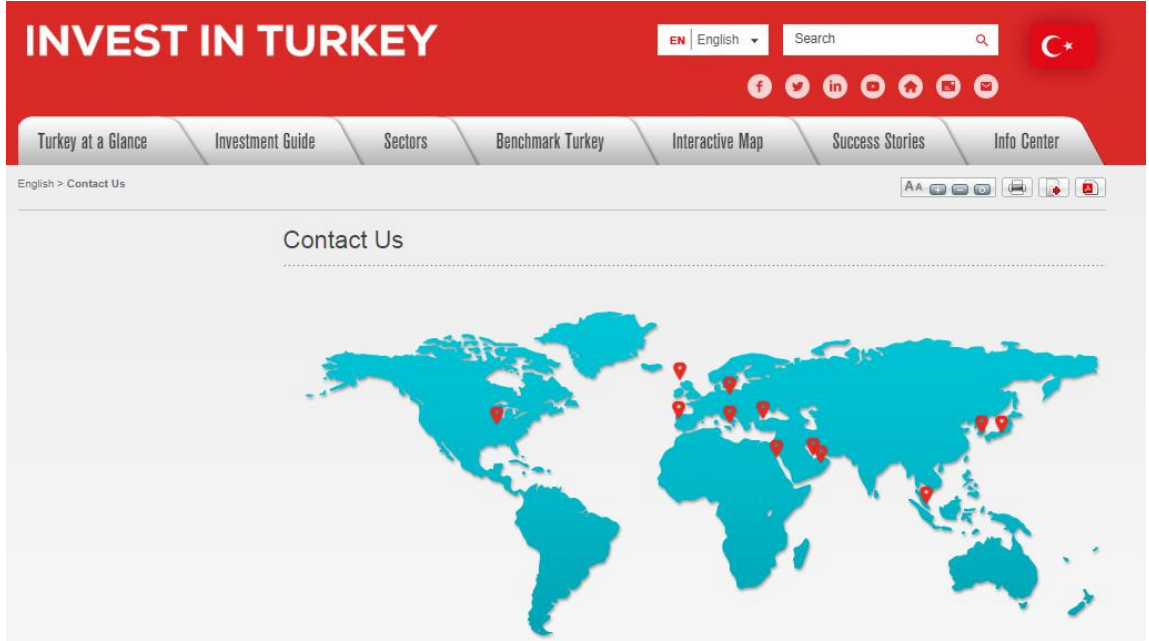 INVEST IN TURKEY
EN English
Search
Turkey at a Glance
Investment Guide
Sectors
Benchmark Turkey
Interactive Map
Success Stories
Info Center
English > Contact Us
AA
Contact Us